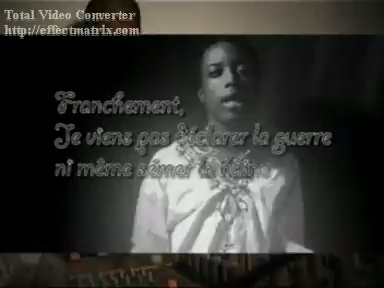 Total Video Converter
http://effectmatrix.com
Franchement,
Je viens pas déclarer la guerre
ni même semer la